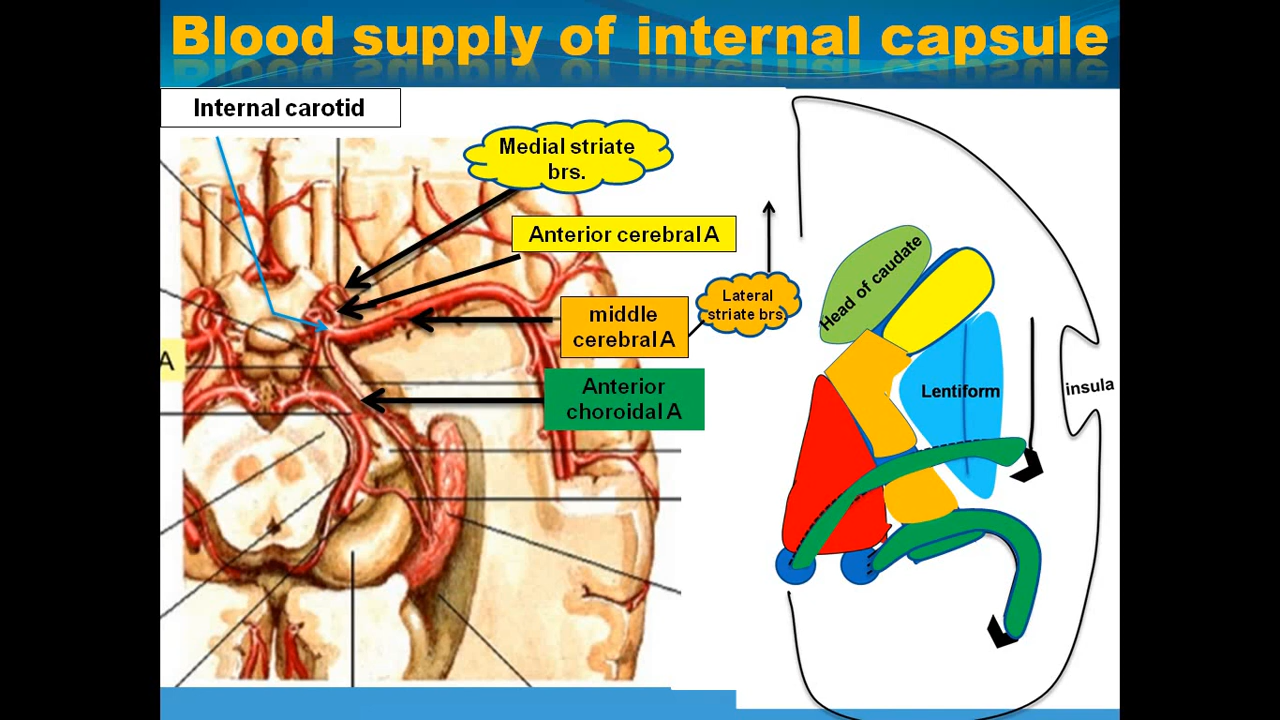 Blood supply of internal capsule
Internal carotid
Medial striate
brs.
Anterior cerebral A
middle
cerebral A
Lateral
striate brs.
Anterior
choroidal A
A
Head of caudate
Lentiform
insula